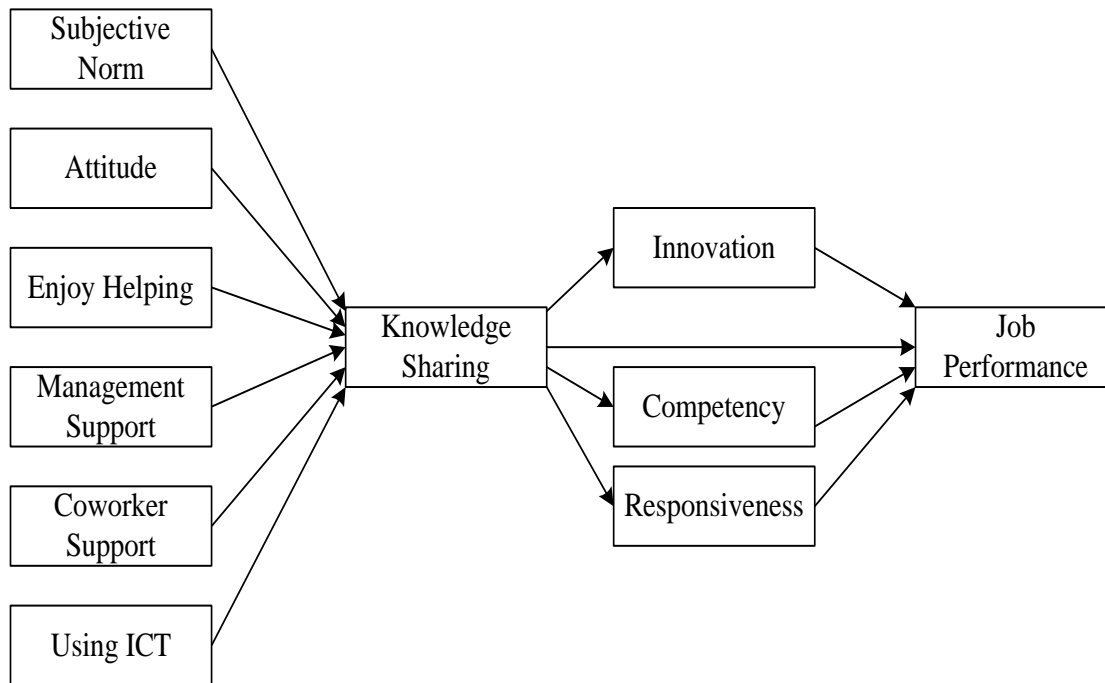 Subjective
Norm
Attitude
Enjoy Helping
Management
Support
Coworker
Support
Using ICT
Knowledge
Sharing
Innovation
Competency
Responsiveness
Job
Performance